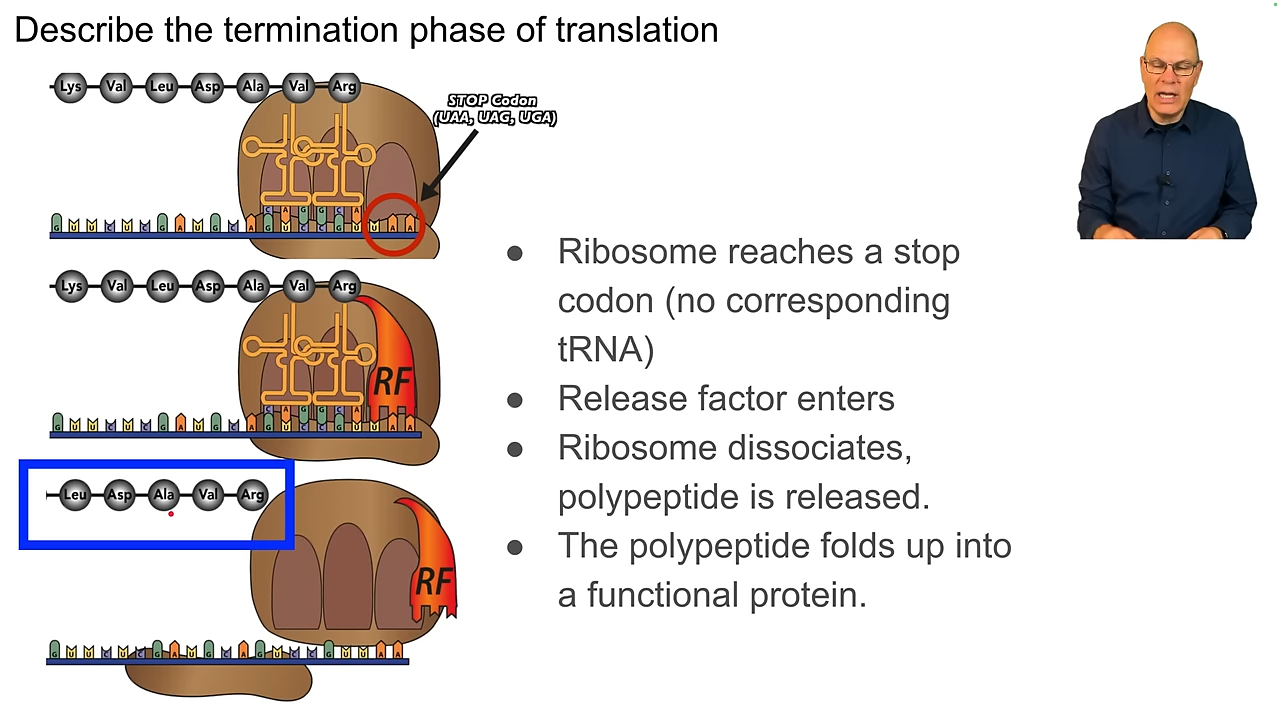 Describe the termination phase of translation
Lys Val Leu Asp Ala Val Arg
STOP Codon
(UAA, UAG, UGA)
C A G G C A
G U U C U C G A U G C A G U C C G U U A A
Lys Val Leu Asp Ala Val Arg
RF
C A G G C A
G U U C U C G A U G C A G U C C G U U A A
Leu Asp Ala Val Arg
RF
G U U C U C G A U G C A G U C C G U U A A
● Ribosome reaches a stop
codon (no corresponding
tRNA)
● Release factor enters
● Ribosome dissociates,
polypeptide is released.
● The polypeptide folds up into
a functional protein.